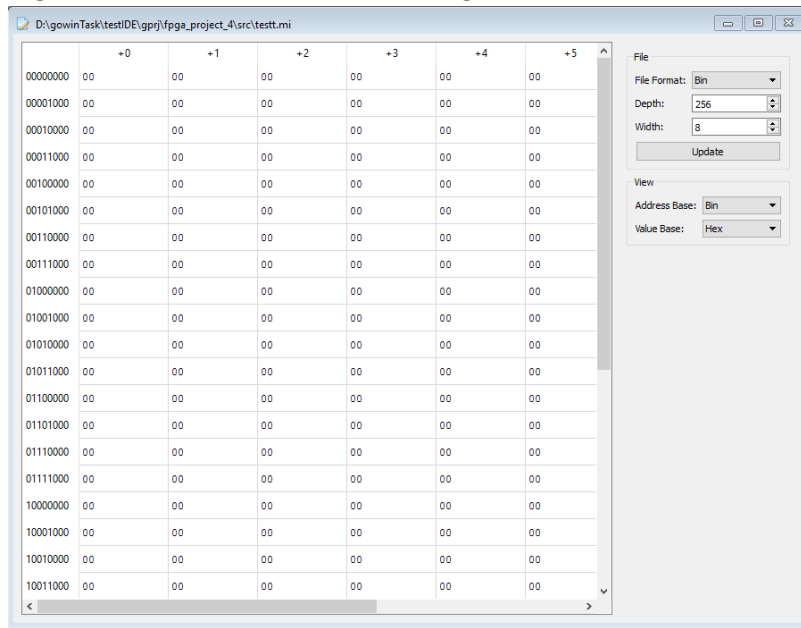 D:\gowinTask\testIDE\gprj\fpga_project_4\src\testt.mi
+0 +1 +2 +3 +4 +5
00000000 00 00 00 00 00 00
00001000 00 00 00 00 00 00
00010000 00 00 00 00 00 00
00011000 00 00 00 00 00 00
00100000 00 00 00 00 00 00
00101000 00 00 00 00 00 00
00110000 00 00 00 00 00 00
00111000 00 00 00 00 00 00
01000000 00 00 00 00 00 00
01001000 00 00 00 00 00 00
01010000 00 00 00 00 00 00
01011000 00 00 00 00 00 00
01100000 00 00 00 00 00 00
01101000 00 00 00 00 00 00
01110000 00 00 00 00 00 00
01111000 00 00 00 00 00 00
10000000 00 00 00 00 00 00
10001000 00 00 00 00 00 00
10010000 00 00 00 00 00 00
10011000 00 00 00 00 00 00
File
File Format: Bin
Depth: 256
Width: 8
Update
View
Address Base: Bin
Value Base: Hex